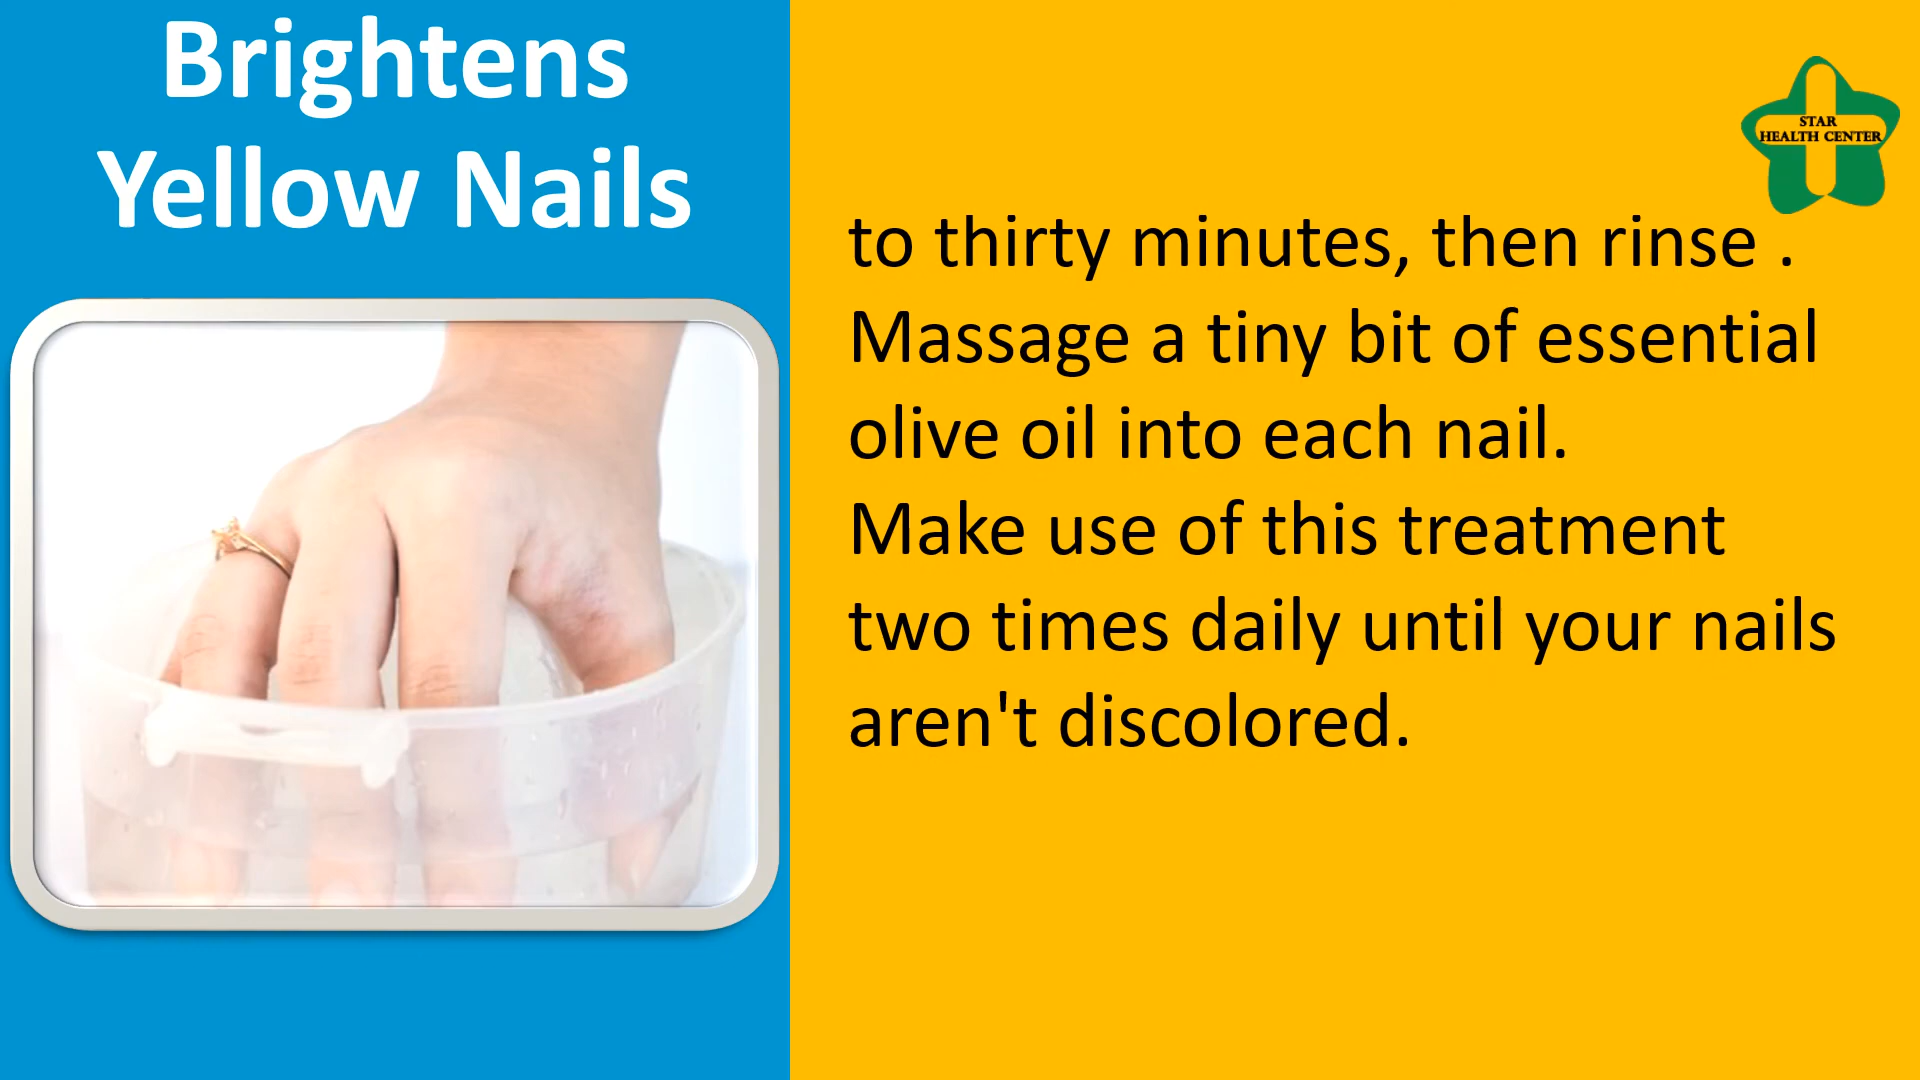 Brightens
Yellow Nails
STAR
HEALTH CENTER
to thirty minutes, then rinse .
Massage a tiny bit of essential
olive oil into each nail.
Make use of this treatment
two times daily until your nails
aren't discolored.